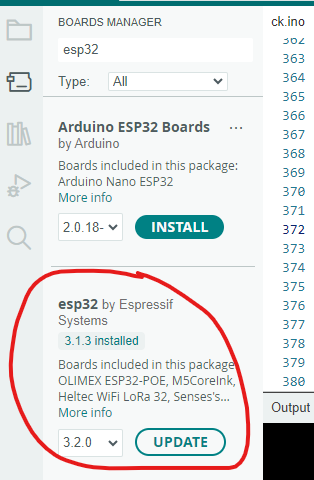 BOARDS MANAGER
esp32
Type: All
Arduino ESP32 Boards ...
by Arduino
Boards included in this package:
Arduino Nano ESP32
More info
2.0.18- INSTALL
esp32 by Espressif
Systems
3.1.3 installed
Boards included in this package
OLIMEX ESP32-POE, M5CoreInk,
Heltec WiFi LoRa 32, Senses's...
More info
3.2.0 UPDATE
ck.ino
362
363
364
365
366
367
368
369
370
371
372
373
374
375
376
377
378
379
380
Output